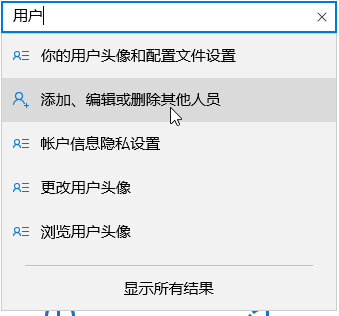 用户
你的用户头像和配置文件设置
添加、编辑或删除其他人员
帐户信息隐私设置
更改用户头像
浏览用户头像
显示所有结果